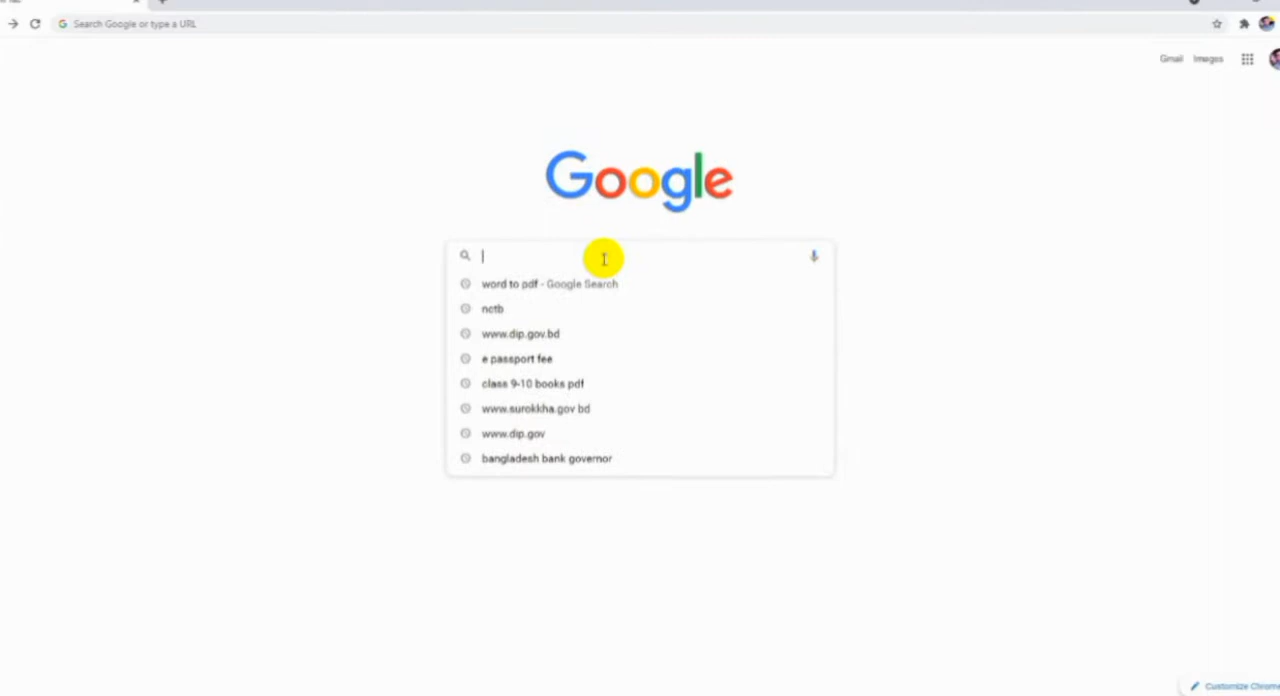 Search Google or type a URL
Gmail Images
Google
word to pdf - Google Search
nctb
www.dip.gov.bd
e passport fee
class 9-10 books pdf
www.surokkha.gov bd
www.dip.gov
bangladesh bank governor
Customize Chrome